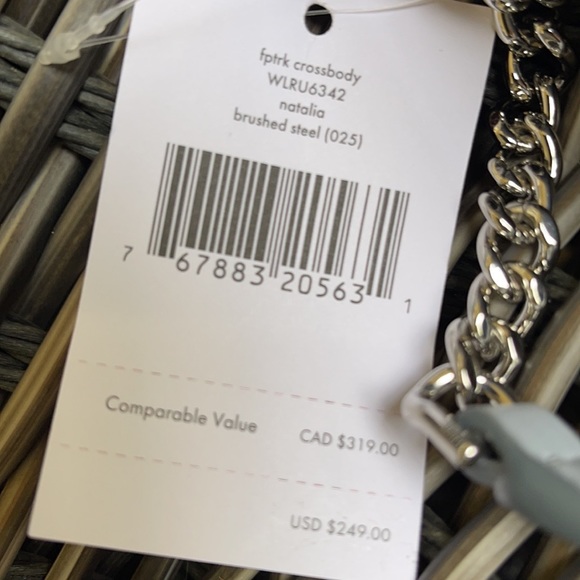 fptrk crossbody
WLRU6342
natalia
brushed steel (025)
7 67883 20563 1
Comparable Value CAD $319.00
USD $249.00